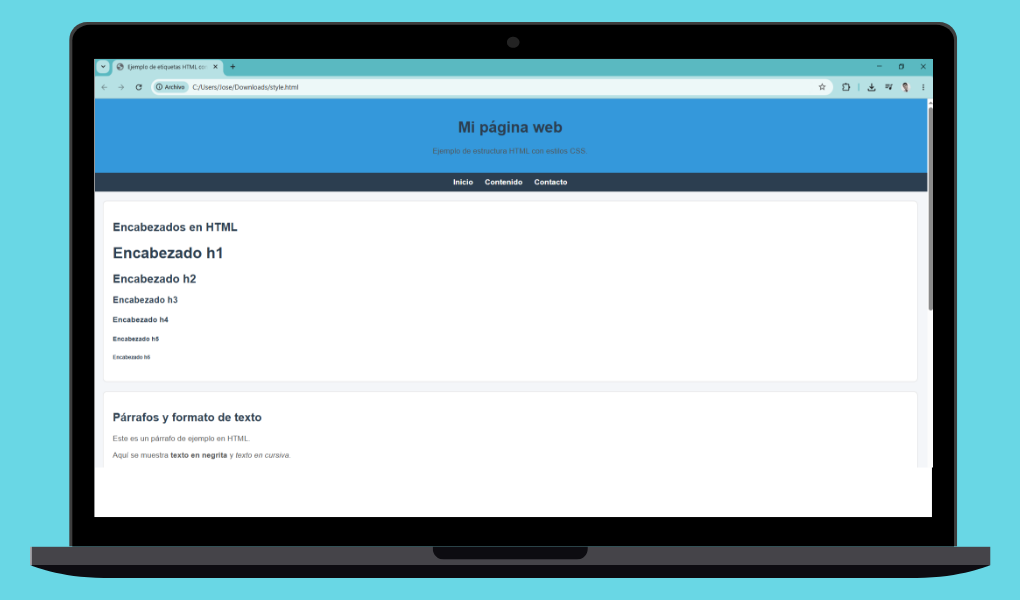 Ejemplo de etiquetas HTML con
Archivo C:/Users/Jose/Downloads/style.html
Mi página web
Ejemplo de estructura HTML con estilos CSS
Inicio Contenido Contacto
Encabezados en HTML
Encabezado h1
Encabezado h2
Encabezado h3
Encabezado h4
Encabezado h5
Encabezado h6
Párrafos y formato de texto
Este es un párrafo de ejemplo en HTML.
Aquí se muestra texto en negrita y texto en cursiva.